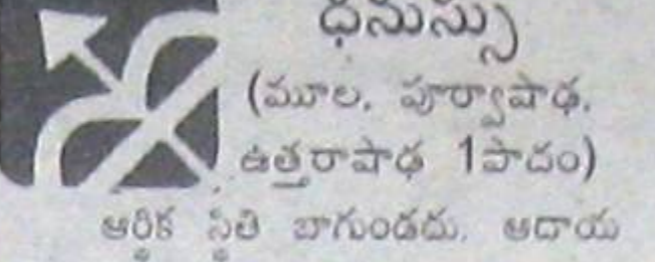 ధనుస్సు
(మూల, పూర్వాషాఢ,
ఉత్తరాషాఢ 1పాదం)
ఆర్థిక స్థితి బాగుండదు. ఆదాయ